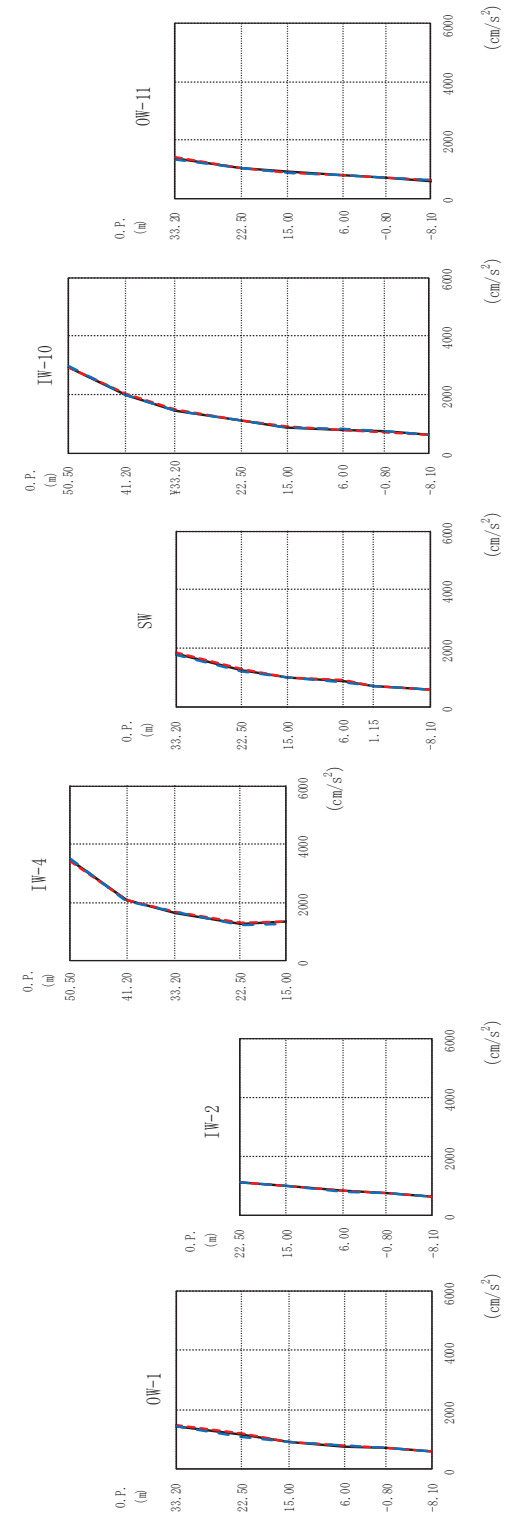 OW-1
O.P.
(m)
33.20
22.50
15.00
6.00
-0.80
-8.10
0
2000
4000
6000
(cm/s²)
IW-2
O.P.
(m)
22.50
15.00
6.00
-0.80
-8.10
0
2000
4000
6000
(cm/s²)
IW-4
O.P.
(m)
50.50
41.20
33.20
22.50
15.00
0
2000
4000
6000
(cm/s²)
SW
O.P.
(m)
33.20
22.50
15.00
6.00
1.15
-8.10
0
2000
4000
6000
(cm/s²)
IW-10
O.P.
(m)
50.50
41.20
¥33.20
22.50
15.00
6.00
-0.80
-8.10
0
2000
4000
6000
(cm/s²)
OW-11
O.P.
(m)
33.20
22.50
15.00
6.00
-0.80
-8.10
0
2000
4000
6000
(cm/s²)